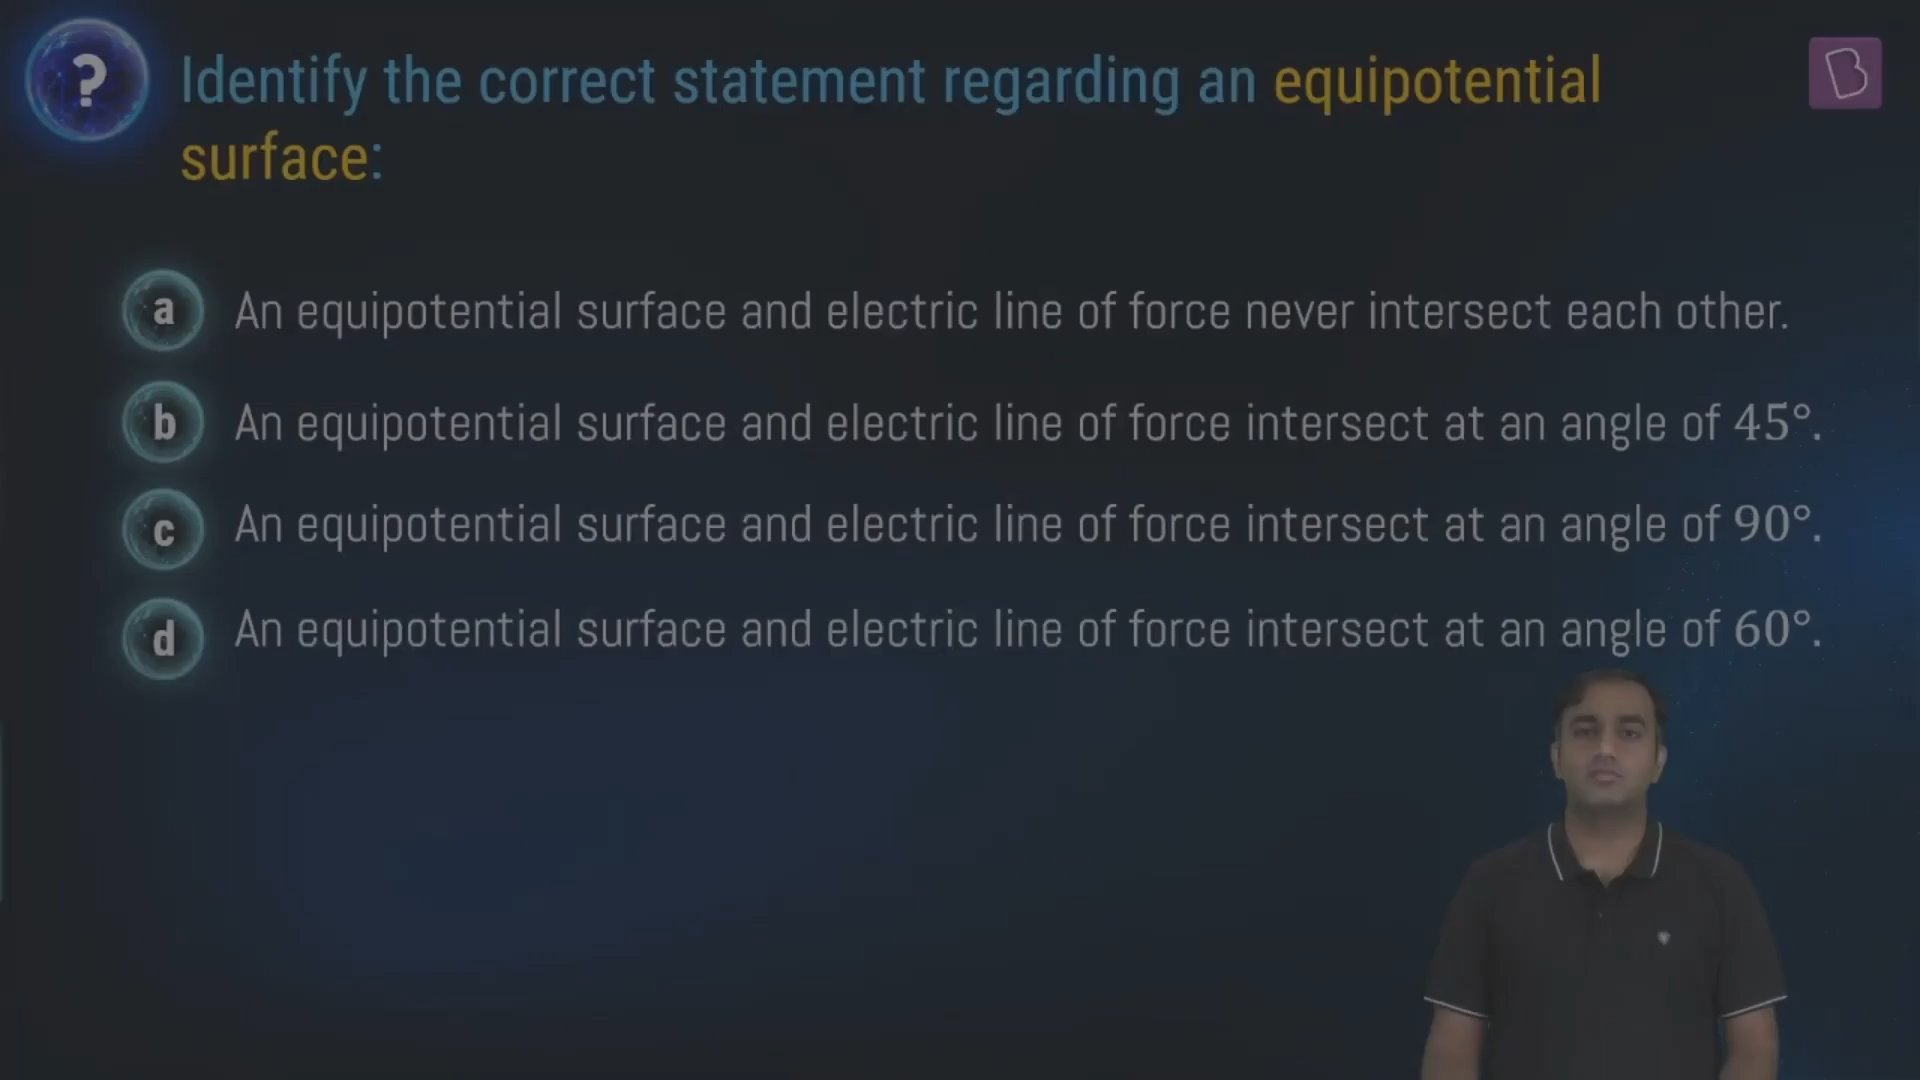 ?
Identify the correct statement regarding an equipotential
surface:
B
a An equipotential surface and electric line of force never intersect each other.
b An equipotential surface and electric line of force intersect at an angle of 45°.
c An equipotential surface and electric line of force intersect at an angle of 90°.
d An equipotential surface and electric line of force intersect at an angle of 60°.